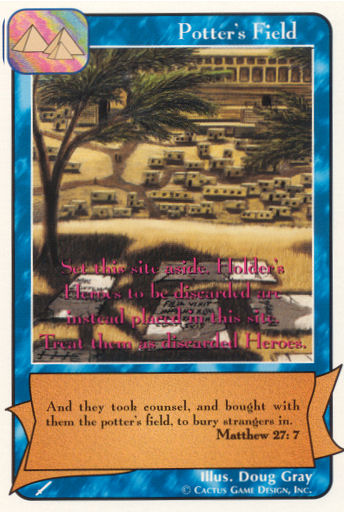 Potter's Field
Set this site aside. Holder's
Heroes to be discarded are
instead placed in this site.
Treat them as discarded Heroes.
And they took counsel, and bought with
them the potter's field, to bury strangers in.
Matthew 27: 7
Illus. Doug Gray
© Cactus Game Design, Inc.